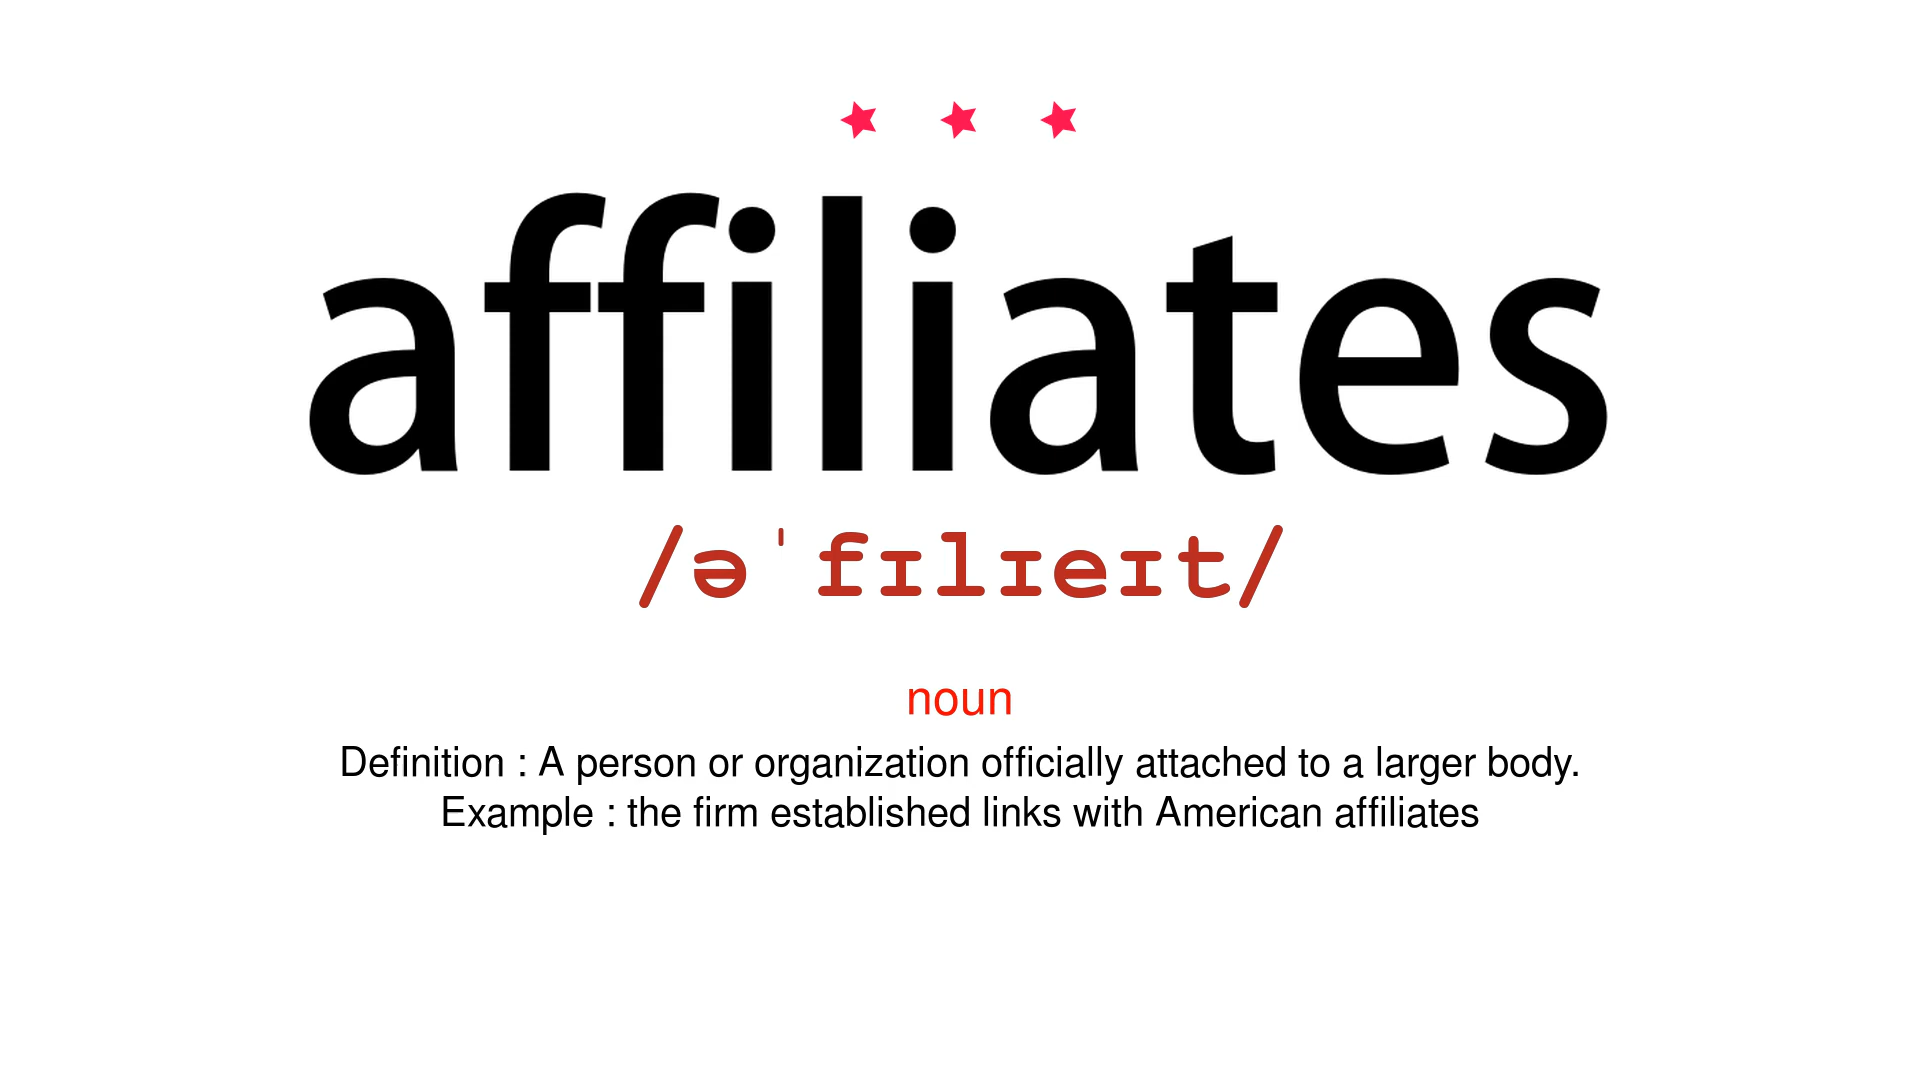 affiliates
/əˈfɪlɪeɪt/
noun
Definition : A person or organization officially attached to a larger body.
Example : the firm established links with American affiliates